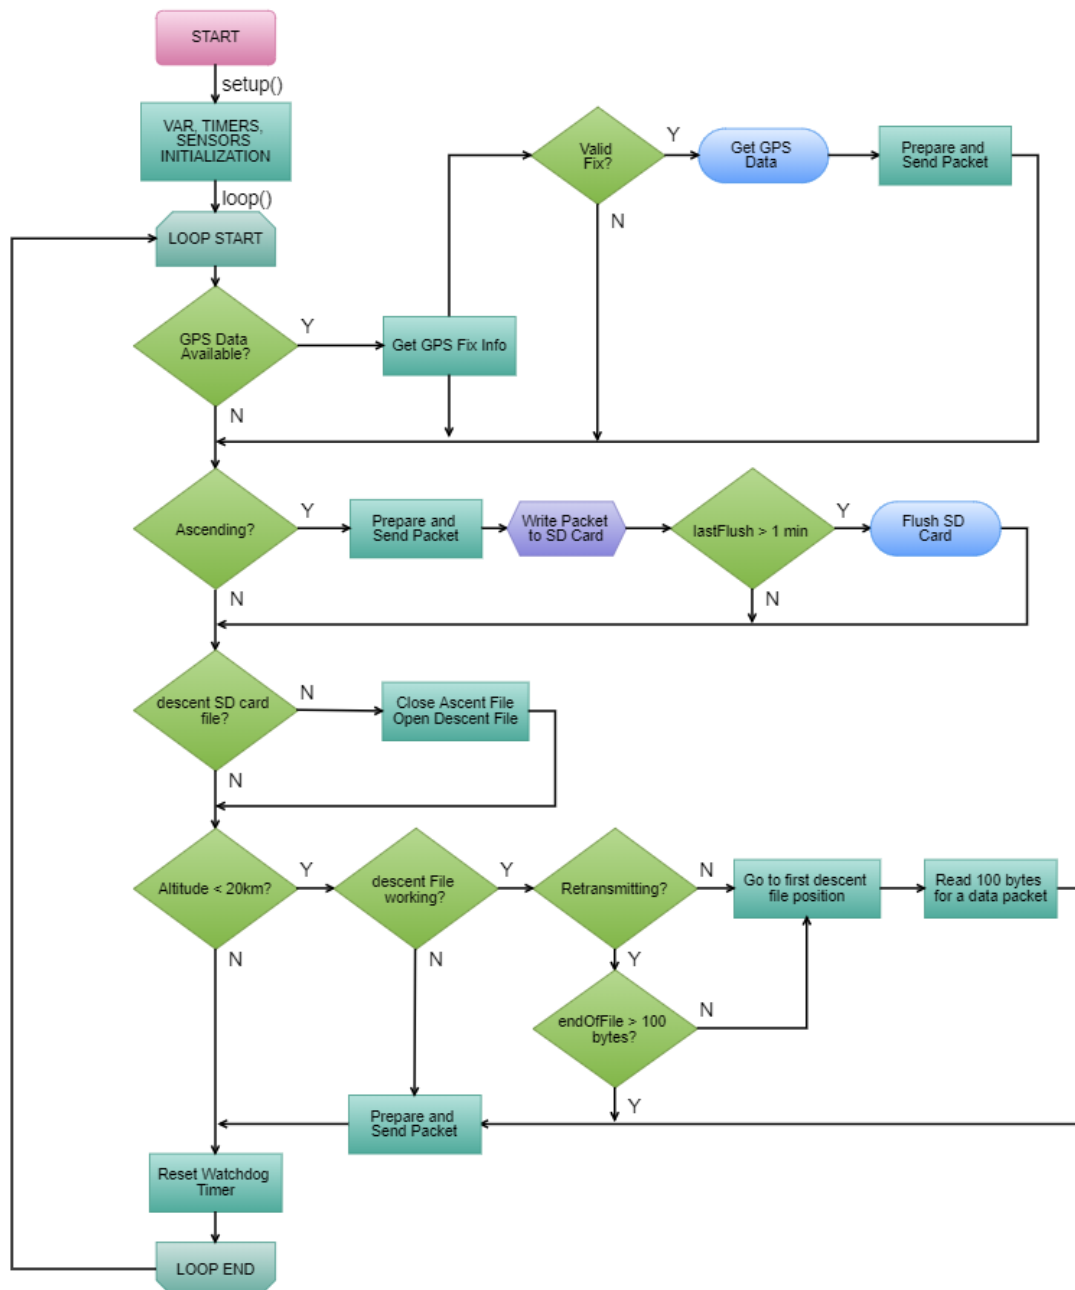 START
setup()
VAR, TIMERS,
SENSORS
INITIALIZATION
loop()
LOOP START
GPS Data
Available?
Y
N
Get GPS Fix Info
Valid
Fix?
Y
N
Get GPS
Data
Prepare and
Send Packet
Ascending?
Y
N
Prepare and
Send Packet
Write Packet
to SD Card
lastFlush > 1 min
Y
N
Flush SD
Card
descent SD card
file?
N
N
Close Ascent File
Open Descent File
Altitude < 20km?
Y
N
descent File
working?
Y
N
Retransmitting?
N
Y
Go to first descent
file position
Read 100 bytes
for a data packet
endOfFile > 100
bytes?
N
Y
Prepare and
Send Packet
Reset Watchdog
Timer
LOOP END